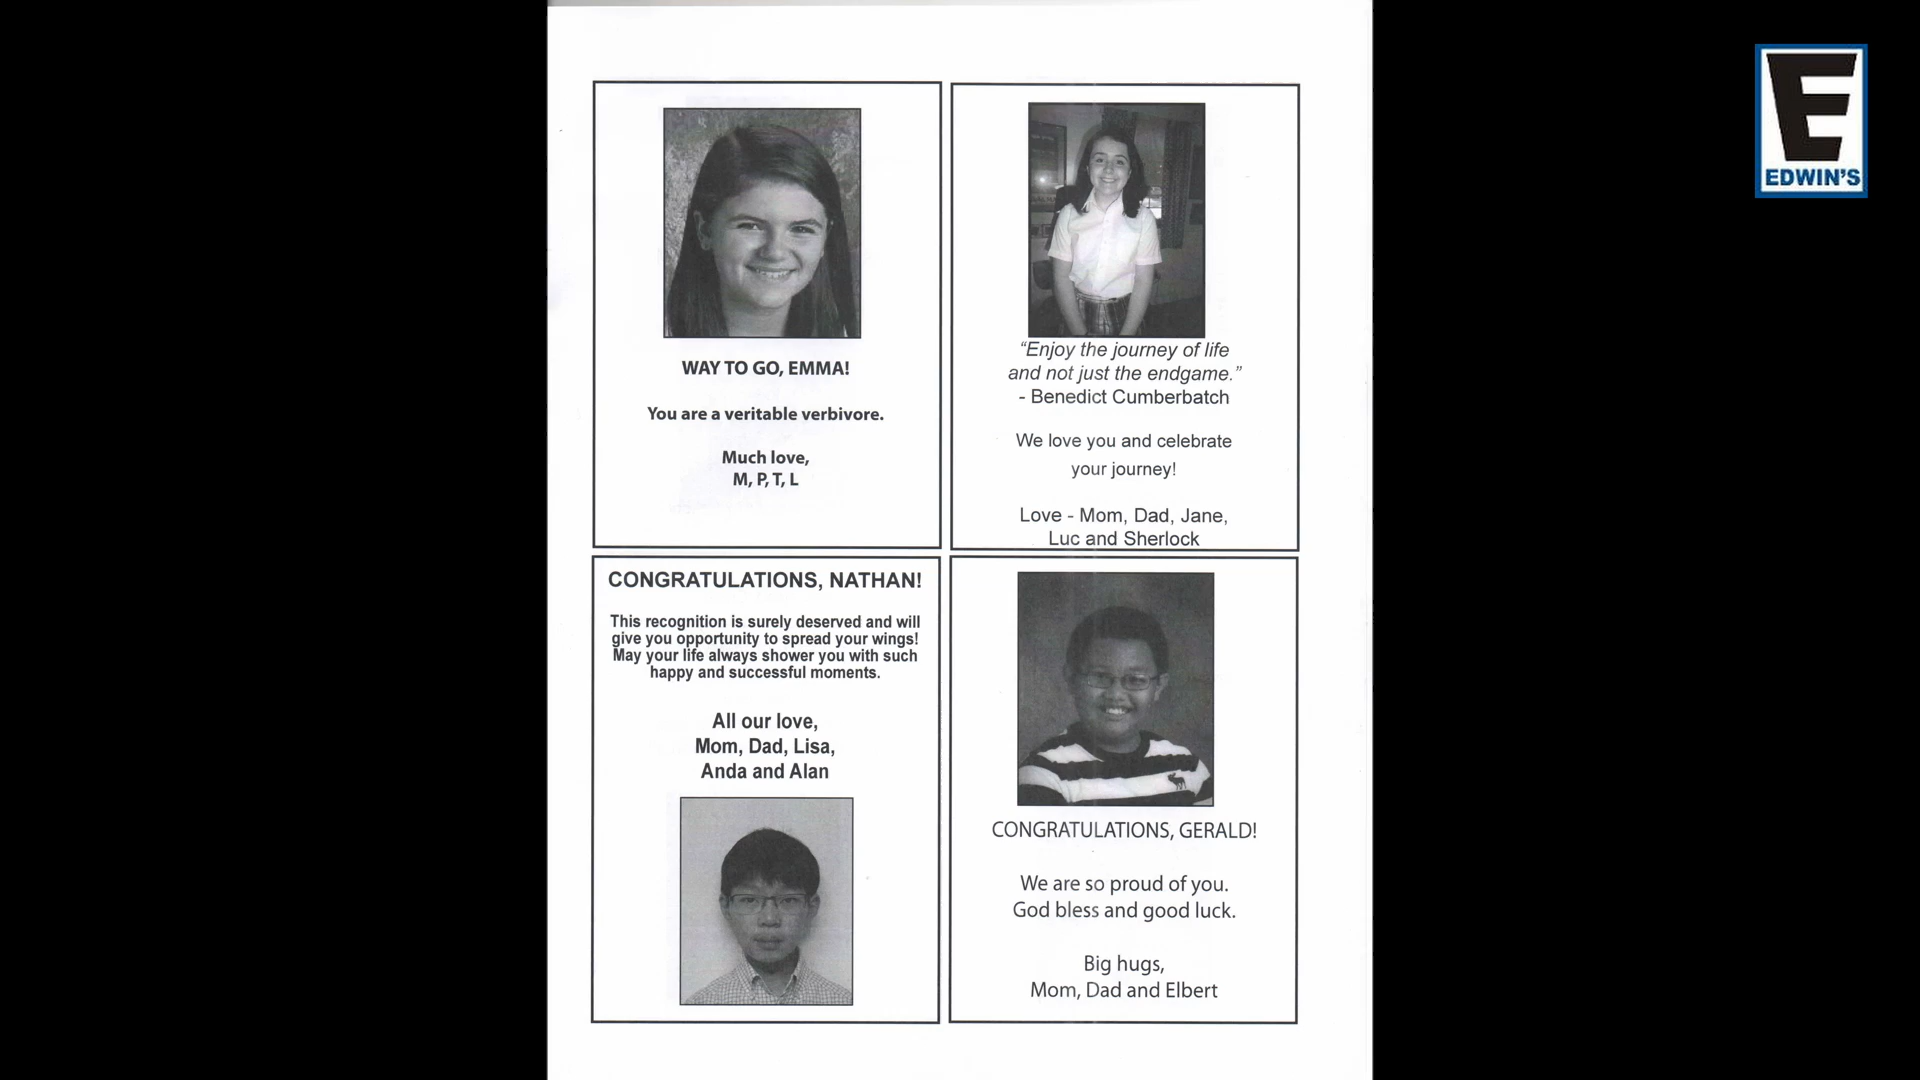 WAY TO GO, EMMA!
You are a veritable verbivore.
Much love,
M, P, T, L
“Enjoy the journey of life
and not just the endgame.”
- Benedict Cumberbatch
We love you and celebrate
your journey!
Love - Mom, Dad, Jane,
Luc and Sherlock
CONGRATULATIONS, NATHAN!
This recognition is surely deserved and will
give you opportunity to spread your wings!
May your life always shower you with such
happy and successful moments.
All our love,
Mom, Dad, Lisa,
Anda and Alan
CONGRATULATIONS, GERALD!
We are so proud of you.
God bless and good luck.
Big hugs,
Mom, Dad and Elbert
E
EDWIN'S